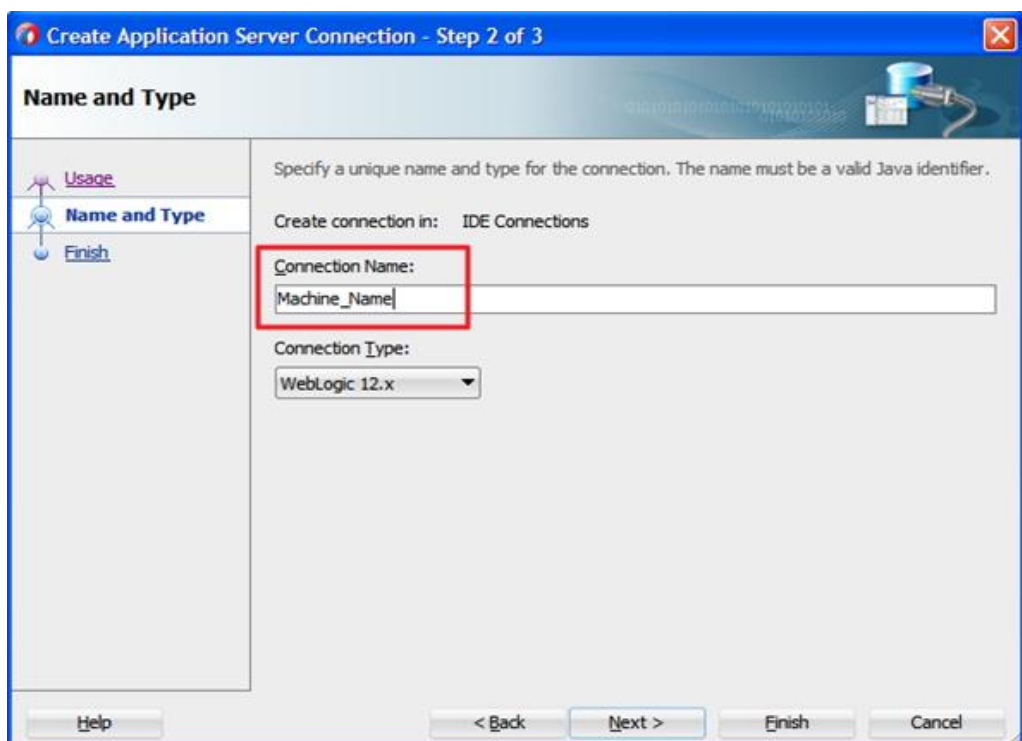 Create Application Server Connection - Step 2 of 3
Name and Type
Usage
Name and Type
Finish
Specify a unique name and type for the connection. The name must be a valid Java identifier.
Create connection in: IDE Connections
Connection Name:
Machine_Name
Connection Type:
WebLogic 12.x
Help
< Back
Next >
Finish
Cancel